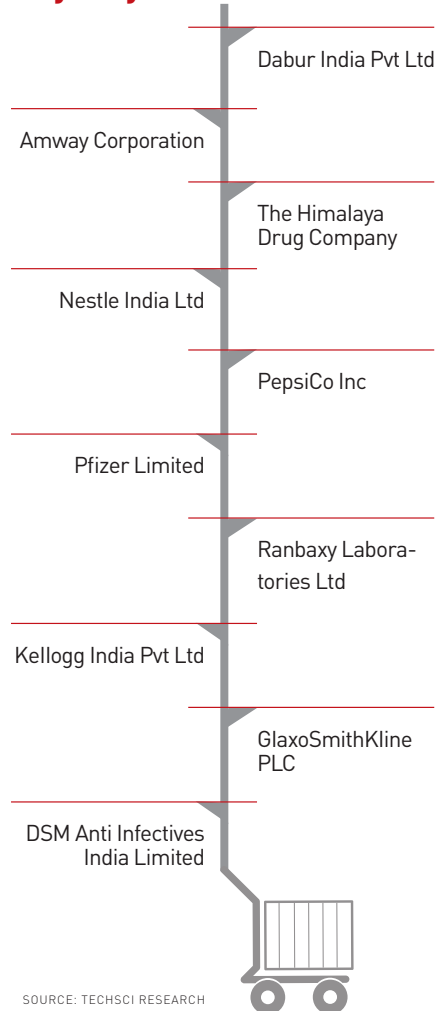 Dabur India Pvt Ltd
Amway Corporation
The Himalaya
Drug Company
Nestle India Ltd
PepsiCo Inc
Pfizer Limited
Ranbaxy Labora-
tories Ltd
Kellogg India Pvt Ltd
GlaxoSmithKline
PLC
DSM Anti Infectives
India Limited
SOURCE: TECHSCI RESEARCH